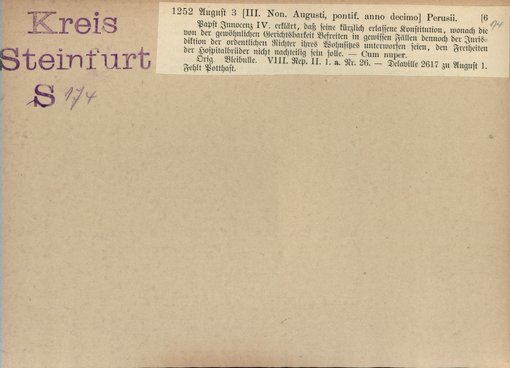 Kreis
Steinfurt
S 174
1252 August 3 [III. Non. Augusti, pontif. anno decimo] Perusii. [6
174
Papst Innocenz IV. erklärt, daß seine kürzlich erlassene Konstitution, wonach die
von der gewöhnlichen Gerichtsbarkeit Befreiten in gewissen Fällen dennoch der Juris-
diktion der ordentlichen Richter ihres Wohnsitzes unterworfen seien, den Freiheiten
der Hospitalbrüder nicht nachteilig sein solle. — Cum nuper.
Orig. Bleibulle. VIII. Rep. II. 1. a. Nr. 26. — Delaville 2617 zu August 1.
Fehlt Potthast.